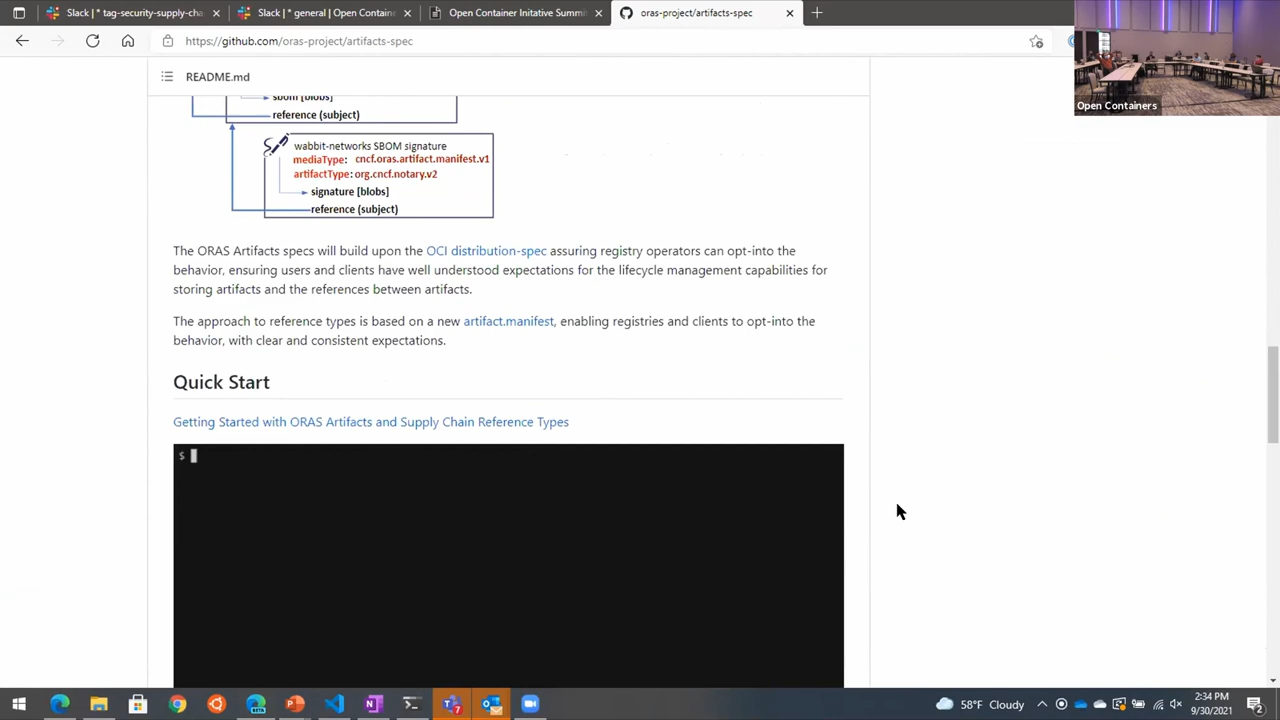 Slack | * tag-security-supply-cha
Slack | * general | Open Containe
Open Container Initative Summi
oras-project/artifacts-spec
https://github.com/oras-project/artifacts-spec
Open Containers
README.md
sbom [blobs]
reference (subject)
wabbit-networks SBOM signature
mediaType: cncf.oras.artifact.manifest.v1
artifactType: org.cncf.notary.v2
signature [blobs]
reference (subject)
The ORAS Artifacts specs will build upon the OCI distribution-spec assuring registry operators can opt-into the
behavior, ensuring users and clients have well understood expectations for the lifecycle management capabilities for
storing artifacts and the references between artifacts.
The approach to reference types is based on a new artifact.manifest, enabling registries and clients to opt-into the
behavior, with clear and consistent expectations.
Quick Start
Getting Started with ORAS Artifacts and Supply Chain Reference Types
$
58°F Cloudy
2:34 PM
9/30/2021